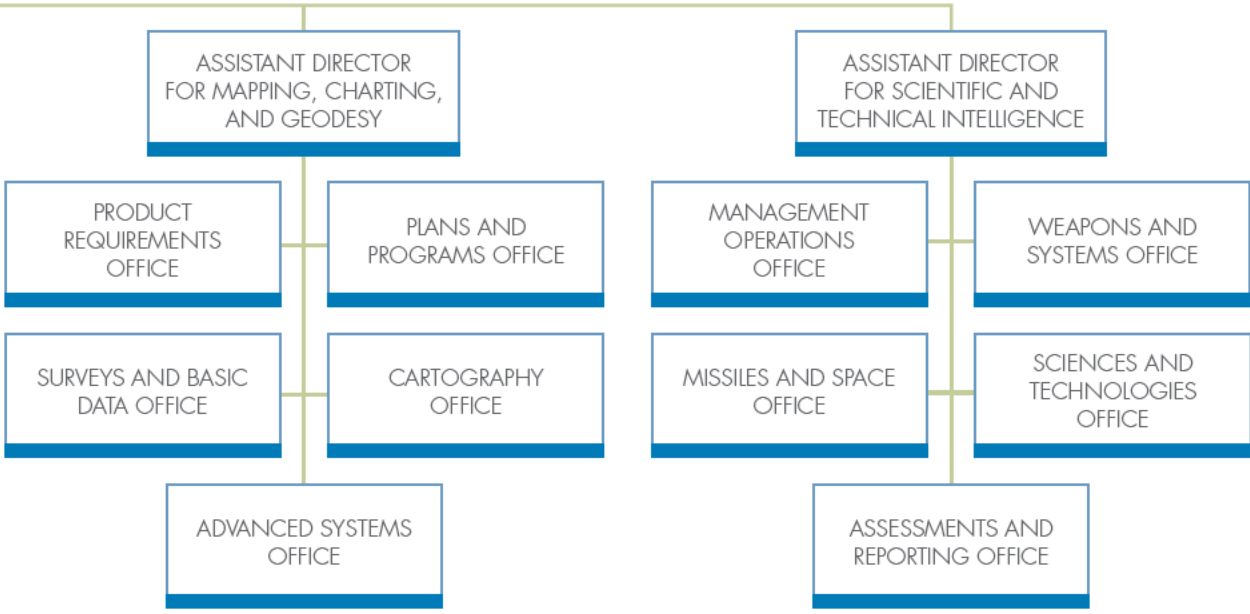 ASSISTANT DIRECTOR
FOR MAPPING, CHARTING,
AND GEODESY
PRODUCT
REQUIREMENTS
OFFICE
PLANS AND
PROGRAMS OFFICE
SURVEYS AND BASIC
DATA OFFICE
CARTOGRAPHY
OFFICE
ADVANCED SYSTEMS
OFFICE
ASSISTANT DIRECTOR
FOR SCIENTIFIC AND
TECHNICAL INTELLIGENCE
MANAGEMENT
OPERATIONS
OFFICE
WEAPONS AND
SYSTEMS OFFICE
MISSILES AND SPACE
OFFICE
SCIENCES AND
TECHNOLOGIES
OFFICE
ASSESSMENTS AND
REPORTING OFFICE